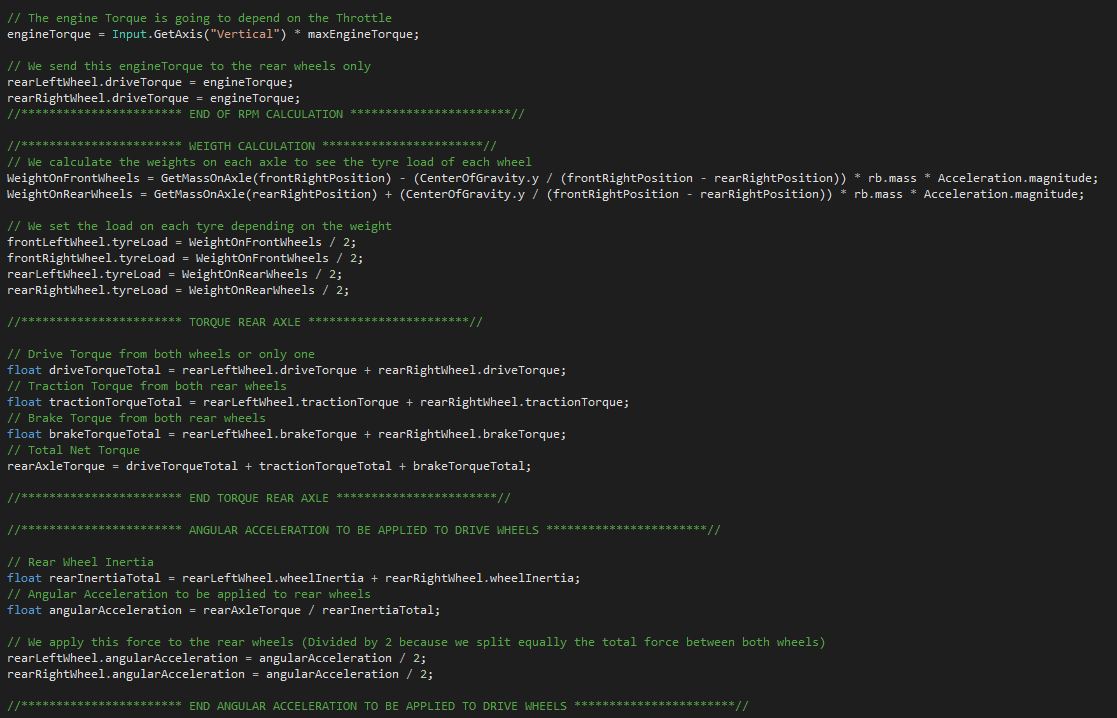 // The engine Torque is going to depend on the Throttle
engineTorque = Input.GetAxis("Vertical") * maxEngineTorque;
// We send this engineTorque to the rear wheels only
rearLeftWheel.driveTorque = engineTorque;
rearRightWheel.driveTorque = engineTorque;
//*********************** END OF RPM CALCULATION ***********************//
//*********************** WEIGTH CALCULATION ***********************//
// We calculate the weights on each axle to see the tyre load of each wheel
WeightOnFrontWheels = GetMassOnAxle(frontRightPosition) - (CenterOfGravity.y / (frontRightPosition - rearRightPosition)) * rb.mass * Acceleration.magnitude;
WeightOnRearWheels = GetMassOnAxle(rearRightPosition) + (CenterOfGravity.y / (frontRightPosition - rearRightPosition)) * rb.mass * Acceleration.magnitude;
// We set the load on each tyre depending on the weight
frontLeftWheel.tyreLoad = WeightOnFrontWheels / 2;
frontRightWheel.tyreLoad = WeightOnFrontWheels / 2;
rearLeftWheel.tyreLoad = WeightOnRearWheels / 2;
rearRightWheel.tyreLoad = WeightOnRearWheels / 2;
//*********************** TORQUE REAR AXLE ***********************//
// Drive Torque from both wheels or only one
float driveTorqueTotal = rearLeftWheel.driveTorque + rearRightWheel.driveTorque;
// Traction Torque from both rear wheels
float tractionTorqueTotal = rearLeftWheel.tractionTorque + rearRightWheel.tractionTorque;
// Brake Torque from both rear wheels
float brakeTorqueTotal = rearLeftWheel.brakeTorque + rearRightWheel.brakeTorque;
// Total Net Torque
rearAxleTorque = driveTorqueTotal + tractionTorqueTotal + brakeTorqueTotal;
//*********************** END TORQUE REAR AXLE ***********************//
//*********************** ANGULAR ACCELERATION TO BE APPLIED TO DRIVE WHEELS ***********************//
// Rear Wheel Inertia
float rearInertiaTotal = rearLeftWheel.wheelInertia + rearRightWheel.wheelInertia;
// Angular Acceleration to be applied to rear wheels
float angularAcceleration = rearAxleTorque / rearInertiaTotal;
// We apply this force to the rear wheels (Divided by 2 because we split equally the total force between both wheels)
rearLeftWheel.angularAcceleration = angularAcceleration / 2;
rearRightWheel.angularAcceleration = angularAcceleration / 2;
//*********************** END ANGULAR ACCELERATION TO BE APPLIED TO DRIVE WHEELS ***********************//